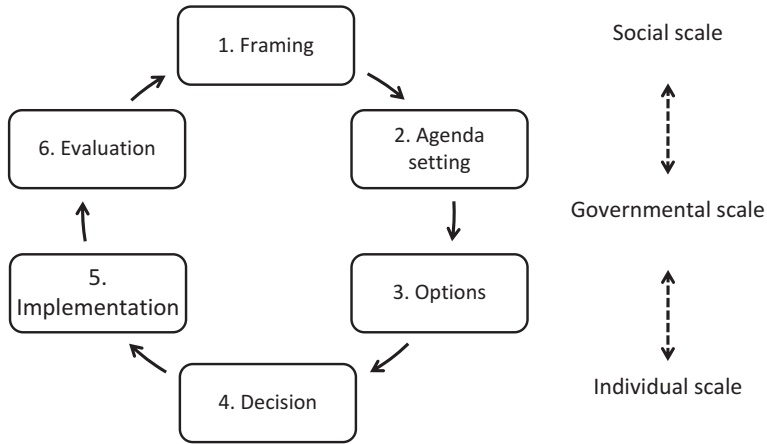 1. Framing
Social scale
2. Agenda
setting
6. Evaluation
Governmental scale
5.
Implementation
3. Options
4. Decision
Individual scale